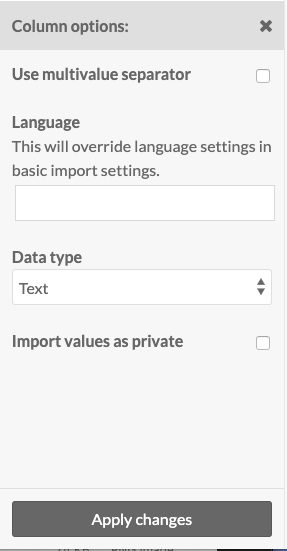 Column options:
Use multivalue separator
Language
This will override language settings in
basic import settings.
Data type
Text
Import values as private
Apply changes